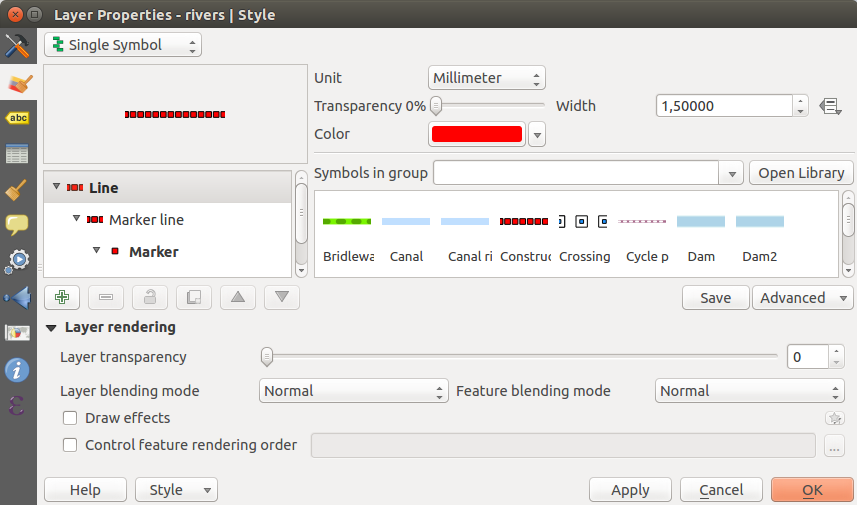 Layer Properties - rivers | Style
Single Symbol
Unit
Millimeter
Transparency 0%
Width
1,50000
Color
abc
Symbols in group
Open Library
Line
Marker line
Marker
Bridlewa
Canal
Canal ri
Construc
Crossing
Cycle p
Dam
Dam2
Save
Advanced
Layer rendering
Layer transparency
0
Layer blending mode
Normal
Feature blending mode
Normal
Draw effects
Control feature rendering order
...
Help
Style
Apply
Cancel
OK